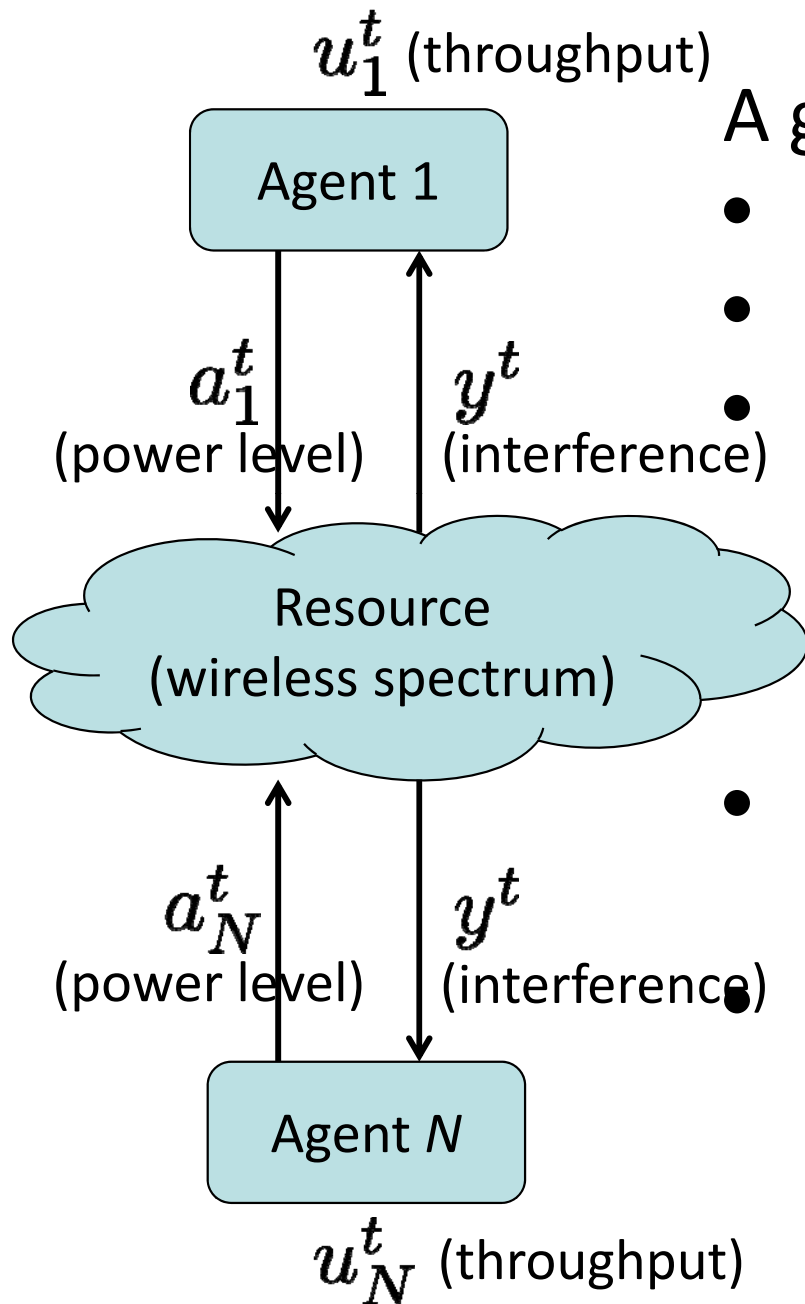 u_1^t (throughput)
A g
Agent 1
•
•
a_1^t y^t
•
(power level) (interference)
Resource
(wireless spectrum)
•
a_N^t y^t
(power level) (interference)
•
Agent N
u_N^t (throughput)